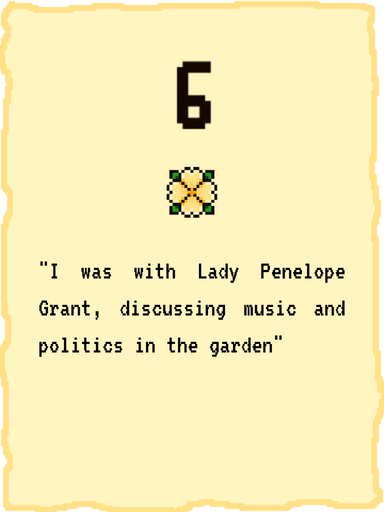 6
"I was with Lady Penelope
Grant, discussing music and
politics in the garden"